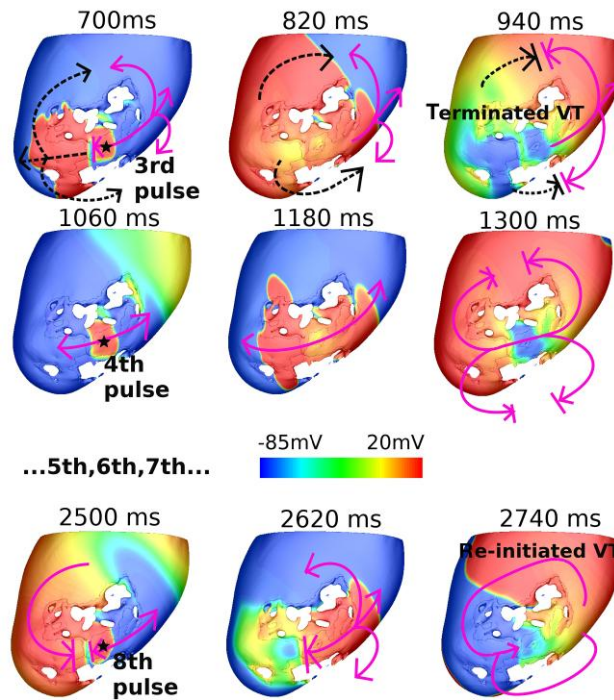 700ms 820 ms 940 ms
Terminated VT
3rd
pulse
1060 ms 1180 ms 1300 ms
4th
pulse
...5th,6th,7th...
-85mV 20mV
2500 ms 2620 ms 2740 ms
Re-initiated VT
8th
pulse